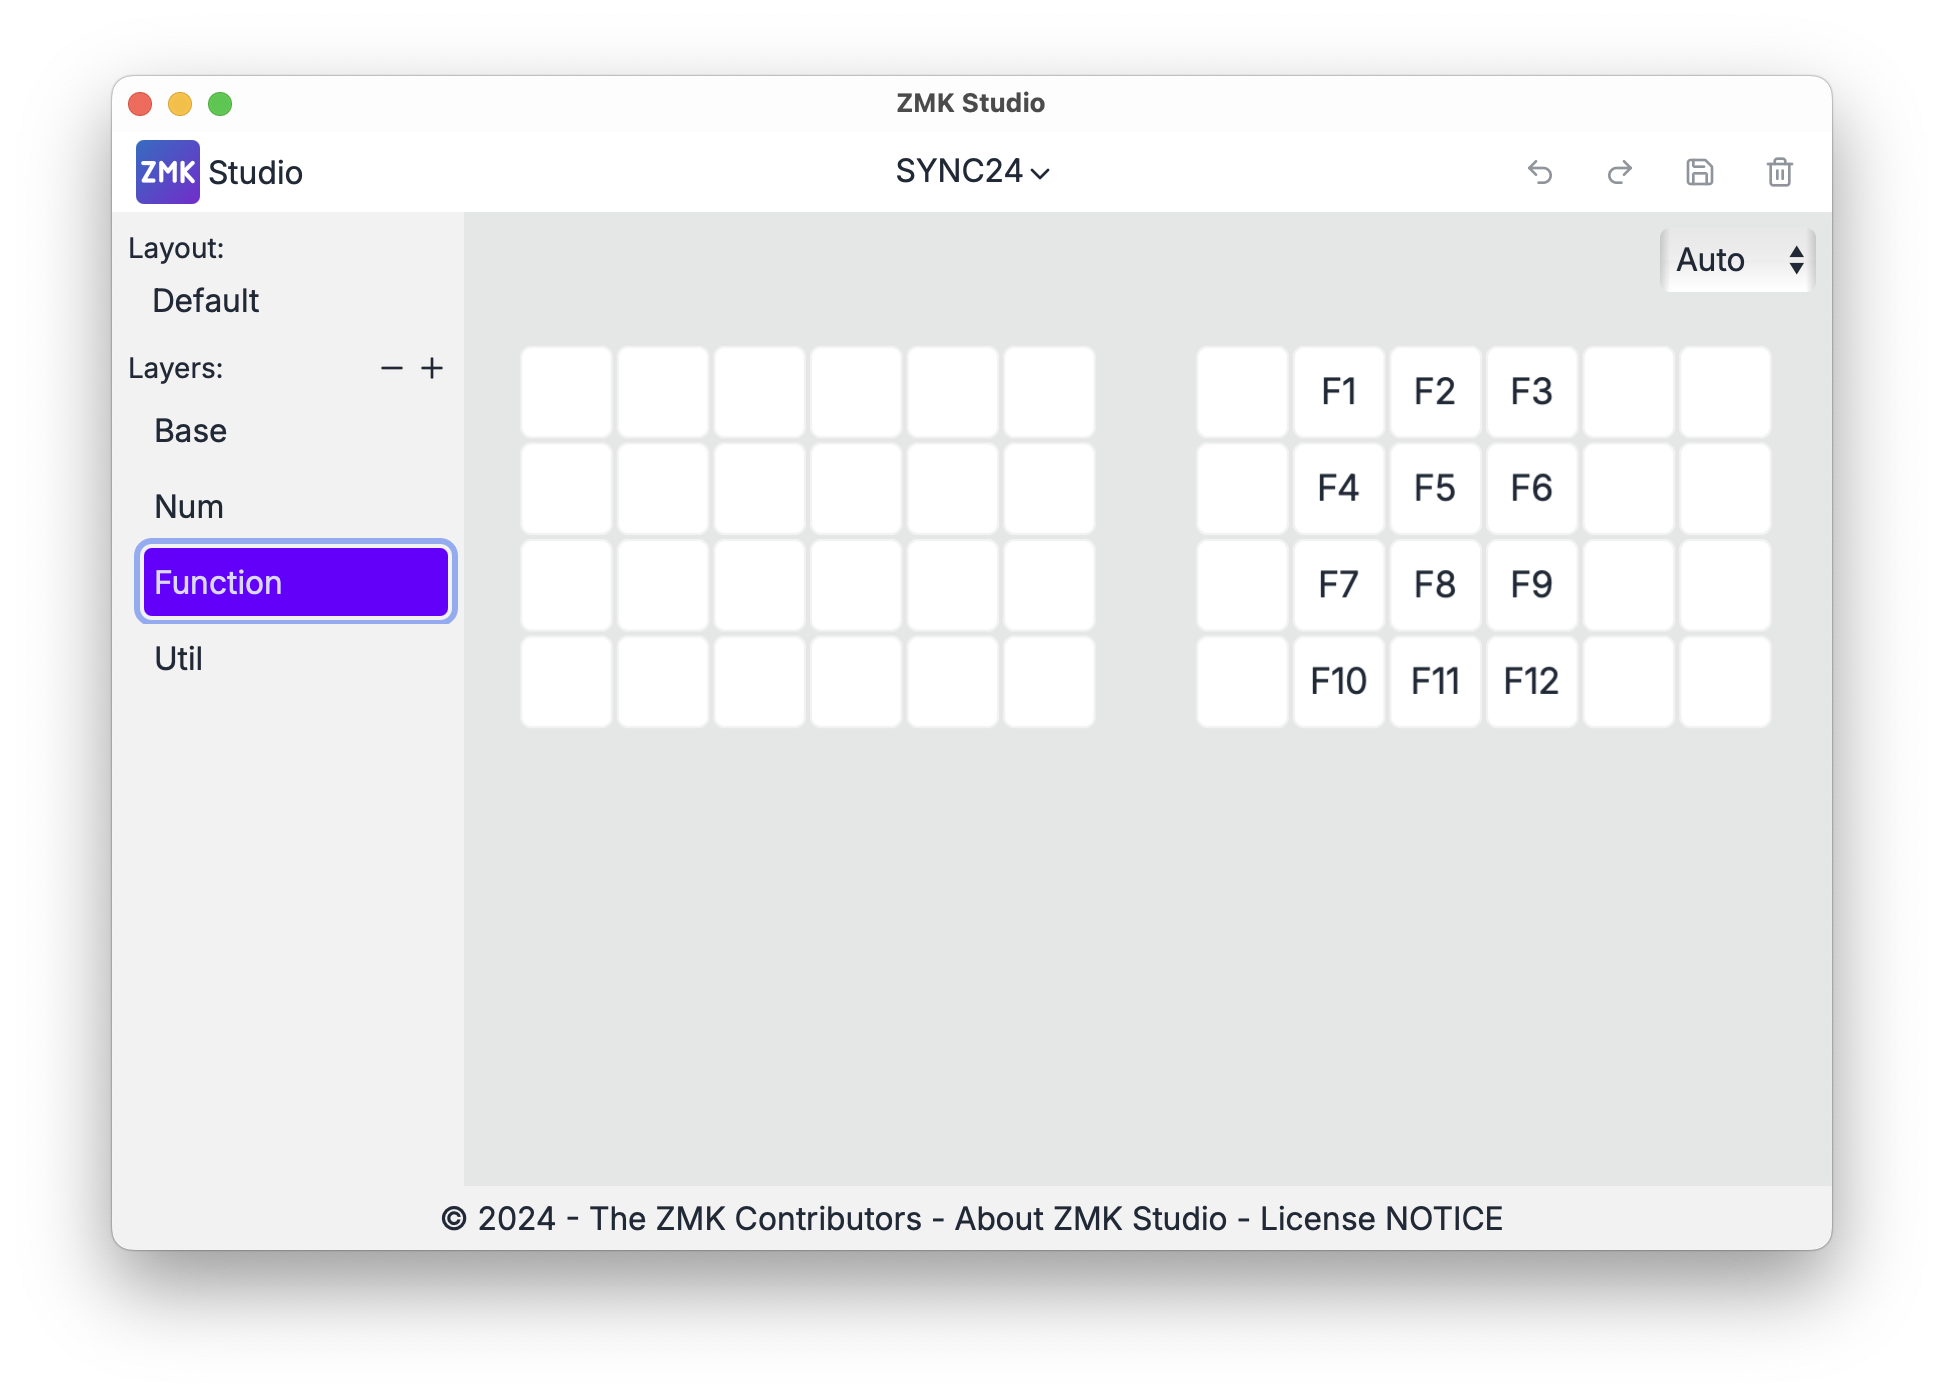 ZMK Studio
ZMK Studio
SYNC24
Layout:
Default
Layers:
Base
Num
Function
Util
Auto
F1 F2 F3
F4 F5 F6
F7 F8 F9
F10 F11 F12
© 2024 - The ZMK Contributors - About ZMK Studio - License NOTICE